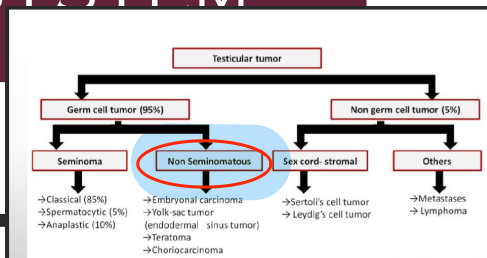 Testicular tumor
Germ cell tumor (95%)
Non germ cell tumor (5%)
Seminoma
Non Seminomatous
Sex cord- stromal
Others
→Classical (85%)
→Spermatocytic (5%)
→Anaplastic (10%)
→Embryonal carcinoma
→Yolk-sac tumor
(endodermal sinus tumor)
→Teratoma
→Choriocarcinoma
→Sertoli's cell tumor
→ Leydig's cell tumor
→Metastases
→ Lymphoma